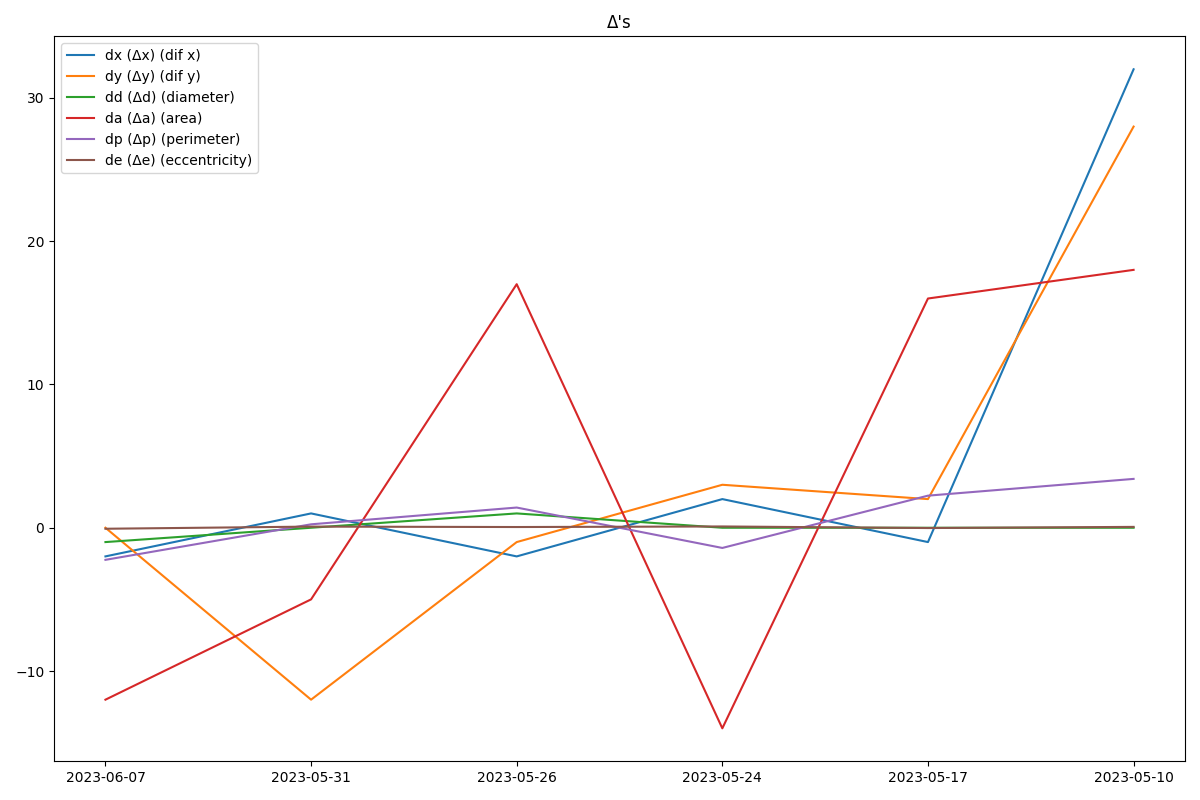 Δ's
dx (Δx) (dif x)
dy (Δy) (dif y)
dd (Δd) (diameter)
da (Δa) (area)
dp (Δp) (perimeter)
de (Δe) (eccentricity)
30
20
10
0
−10
2023-06-07 2023-05-31 2023-05-26 2023-05-24 2023-05-17 2023-05-10